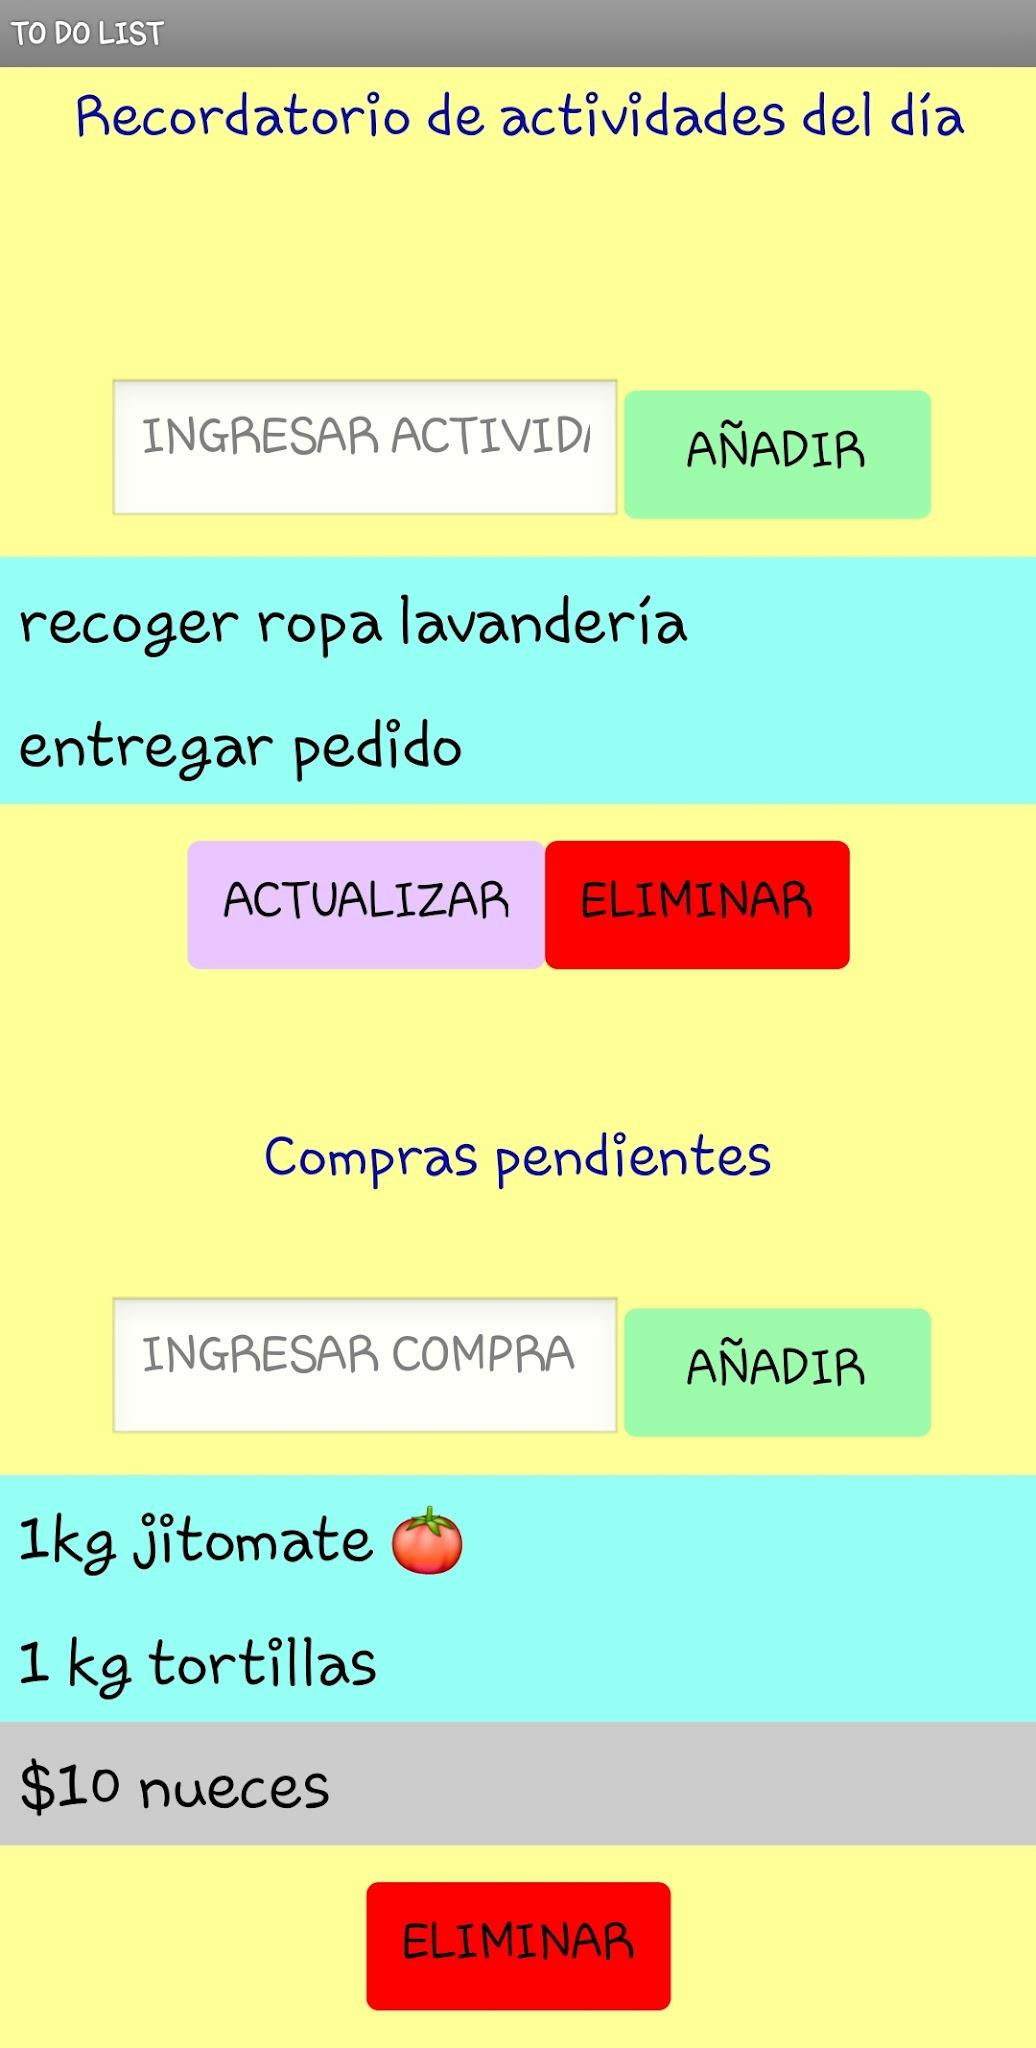 TO DO LIST
Recordatorio de actividades del día
INGRESAR ACTIVID
AÑADIR
recoger ropa lavandería
entregar pedido
ACTUALIZAR
ELIMINAR
Compras pendientes
INGRESAR COMPRA
AÑADIR
1kg jitomate 🍅
1 kg tortillas
$10 nueces
ELIMINAR